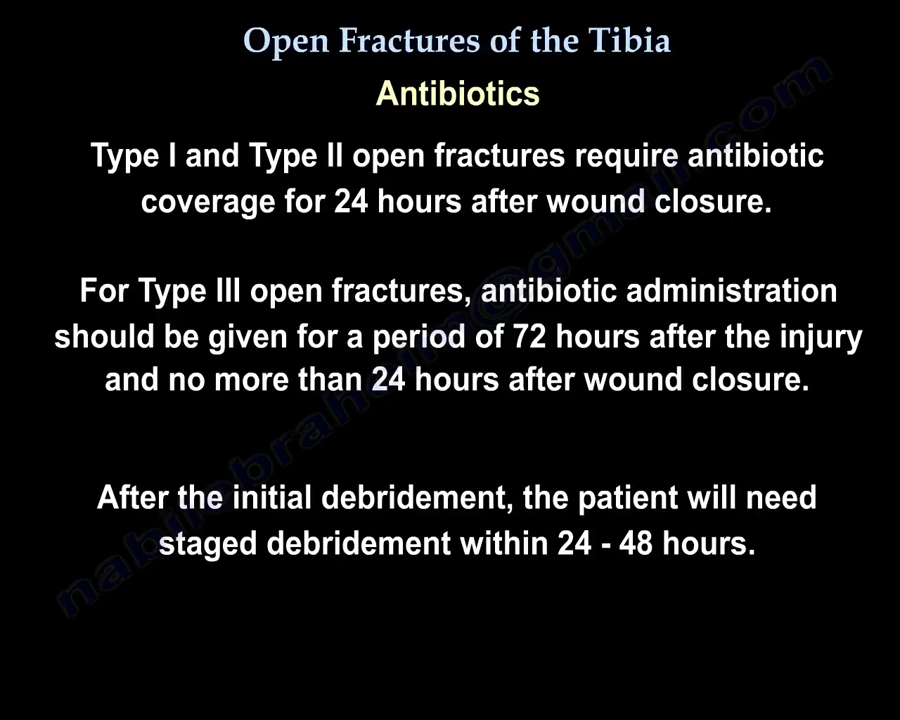 Open Fractures of the Tibia
Antibiotics
Type I and Type II open fractures require antibiotic
coverage for 24 hours after wound closure.
For Type III open fractures, antibiotic administration
should be given for a period of 72 hours after the injury
and no more than 24 hours after wound closure.
After the initial debridement, the patient will need
staged debridement within 24 - 48 hours.
nabilebraheim@gmail.com